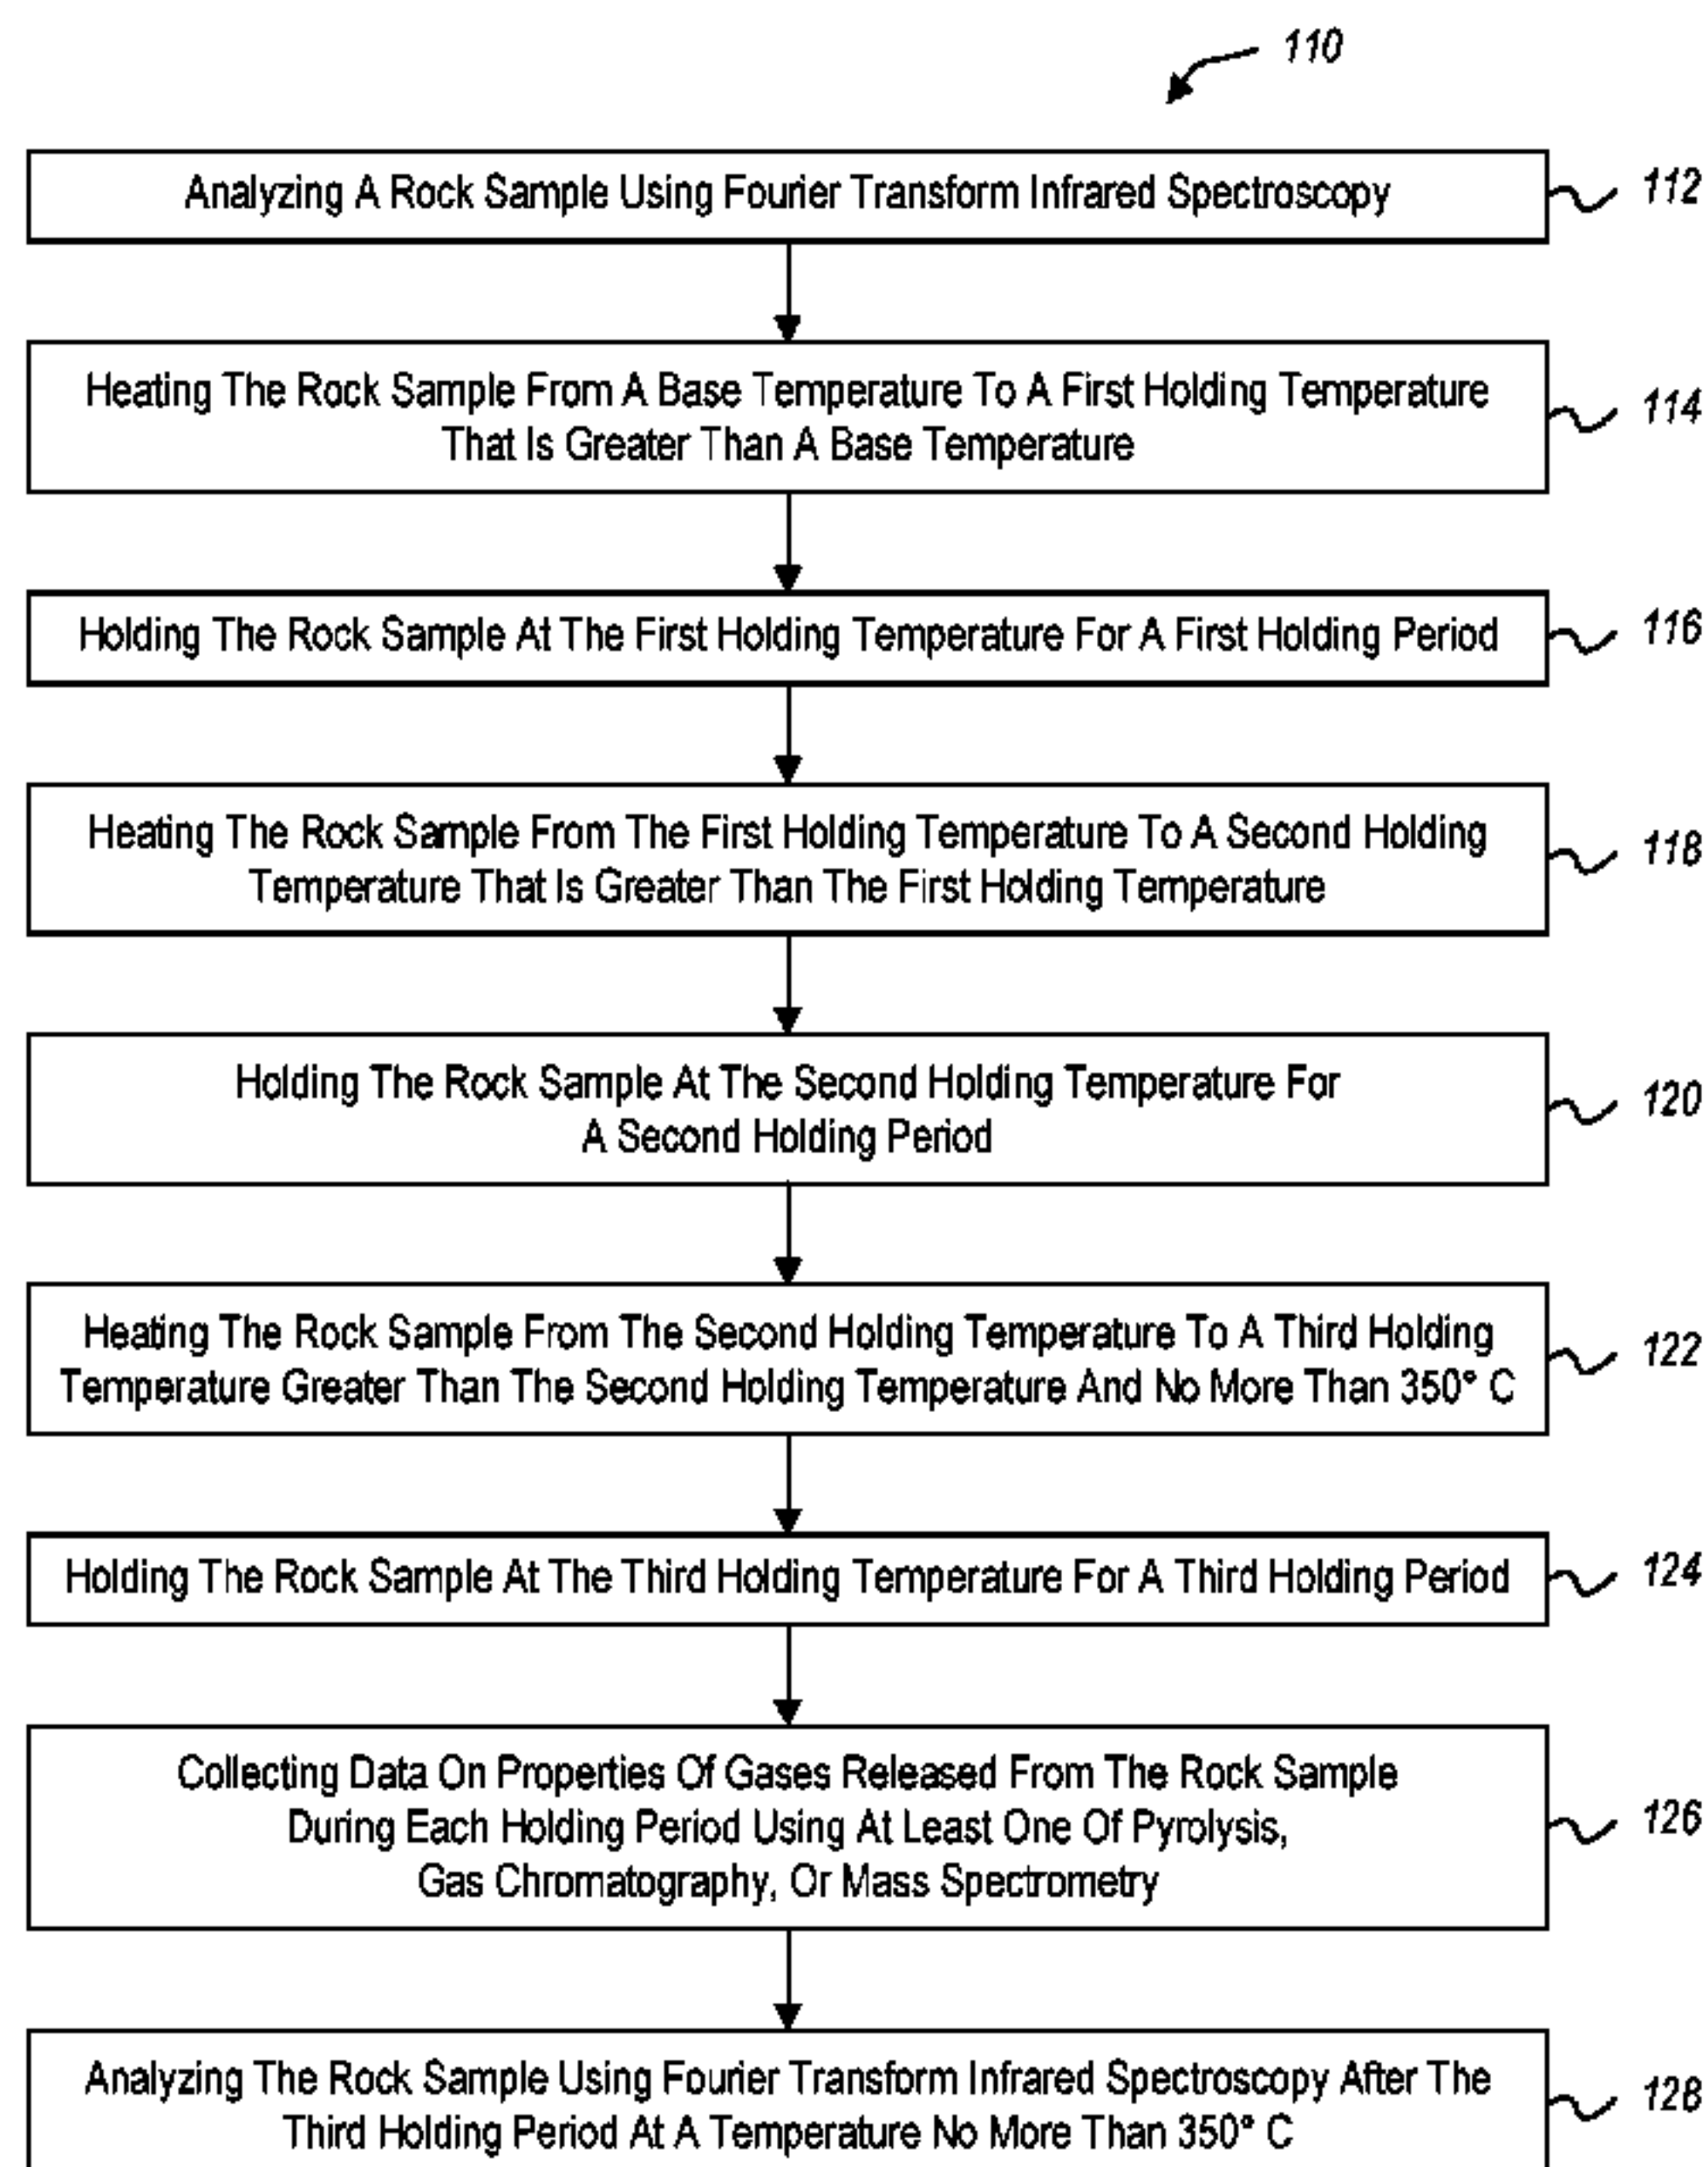 110
Analyzing A Rock Sample Using Fourier Transform Infrared Spectroscopy
112
Heating The Rock Sample From A Base Temperature To A First Holding Temperature
That Is Greater Than A Base Temperature
114
Holding The Rock Sample At The First Holding Temperature For A First Holding Period
116
Heating The Rock Sample From The First Holding Temperature To A Second Holding
Temperature That Is Greater Than The First Holding Temperature
118
Holding The Rock Sample At The Second Holding Temperature For
A Second Holding Period
120
Heating The Rock Sample From The Second Holding Temperature To A Third Holding
Temperature Greater Than The Second Holding Temperature And No More Than 350° C
122
Holding The Rock Sample At The Third Holding Temperature For A Third Holding Period
124
Collecting Data On Properties Of Gases Released From The Rock Sample
During Each Holding Period Using At Least One Of Pyrolysis,
Gas Chromatography, Or Mass Spectrometry
126
Analyzing The Rock Sample Using Fourier Transform Infrared Spectroscopy After The
Third Holding Period At A Temperature No More Than 350° C
128